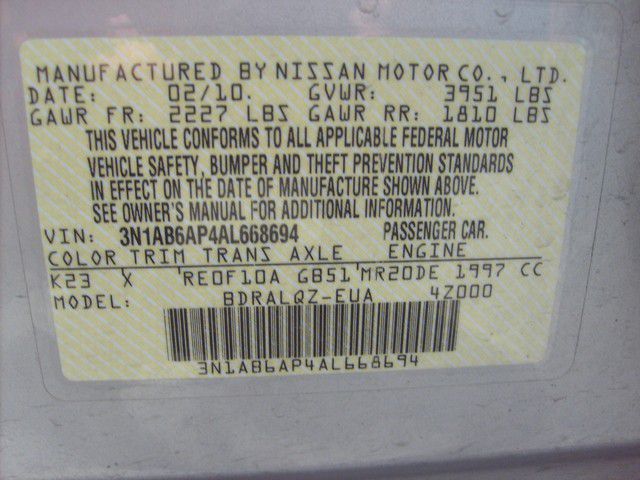 MANUFACTURED BY NISSAN MOTOR CO., LTD.
DATE: 02/10. GVWR: 3951 LBS
GAWR FR: 2227 LBS GAWR RR: 1810 LBS
THIS VEHICLE CONFORMS TO ALL APPLICABLE FEDERAL MOTOR
VEHICLE SAFETY, BUMPER AND THEFT PREVENTION STANDARDS
IN EFFECT ON THE DATE OF MANUFACTURE SHOWN ABOVE.
SEE OWNER'S MANUAL FOR ADDITIONAL INFORMATION.
VIN: 3N1AB6AP4AL668694 PASSENGER CAR.
COLOR TRIM TRANS AXLE ENGINE
K23 X RE0F10A GB51 MR20DE 1997 CC
MODEL: BDRALQZ-EUA 4Z000
3N1AB6AP4AL668694